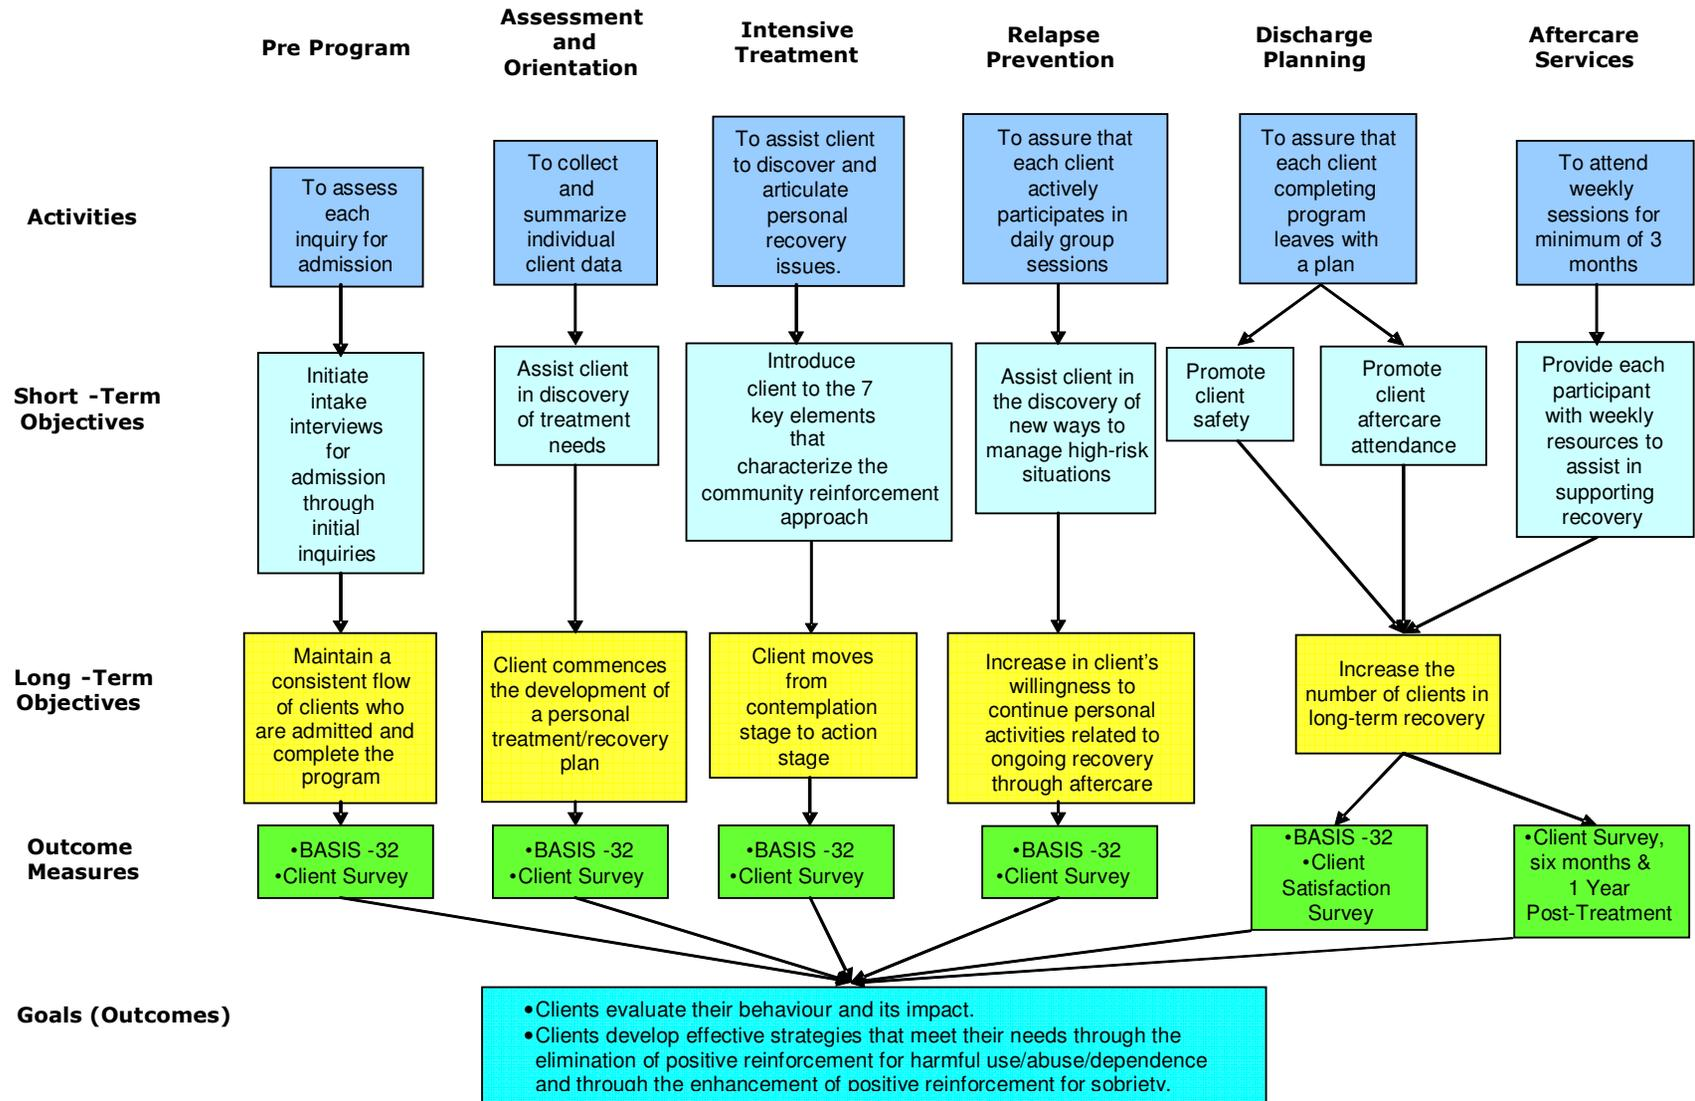 Pre Program
Assessment
and
Orientation
Intensive
Treatment
Relapse
Prevention
Discharge
Planning
Aftercare
Services
Activities
To assess
each
inquiry for
admission
To collect
and
summarize
individual
client data
To assist client
to discover and
articulate
personal
recovery
issues.
To assure that
each client
actively
participates in
daily group
sessions
To assure that
each client
completing
program
leaves with
a plan
To attend
weekly
sessions for
minimum of 3
months
Short -Term
Objectives
Initiate
intake
interviews
for
admission
through
initial
inquiries
Assist client
in discovery
of treatment
needs
Introduce
client to the 7
key elements
that
characterize the
community reinforcement
approach
Assist client in
the discovery of
new ways to
manage high-risk
situations
Promote
client
safety
Promote
client
aftercare
attendance
Provide each
participant
with weekly
resources to
assist in
supporting
recovery
Long -Term
Objectives
Maintain a
consistent flow
of clients who
are admitted and
complete the
program
Client commences
the development of
a personal
treatment/recovery
plan
Client moves
from
contemplation
stage to action
stage
Increase in client’s
willingness to
continue personal
activities related to
ongoing recovery
through aftercare
Increase the
number of clients in
long-term recovery
Outcome
Measures
•BASIS -32
•Client Survey
•BASIS -32
•Client Survey
•BASIS -32
•Client Survey
•BASIS -32
•Client Survey
•BASIS -32
•Client
Satisfaction
Survey
•Client Survey,
six months &
1 Year
Post-Treatment
Goals (Outcomes)
•Clients evaluate their behaviour and its impact.
•Clients develop effective strategies that meet their needs through the
elimination of positive reinforcement for harmful use/abuse/dependence
and through the enhancement of positive reinforcement for sobriety.